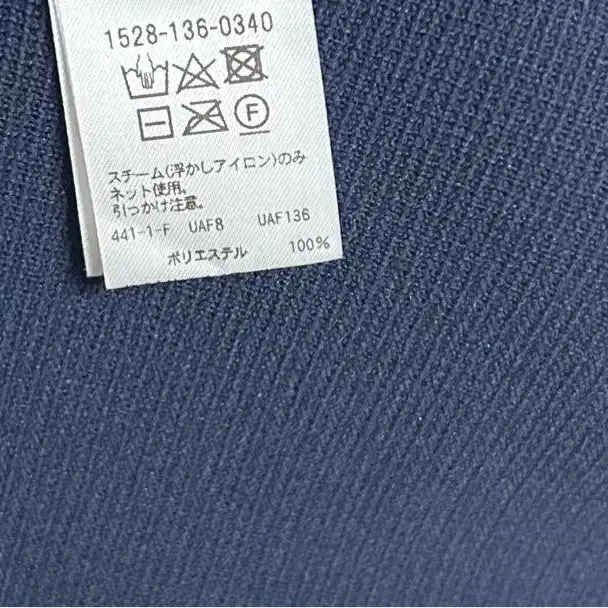 1528-136-0340
F
スチーム(浮かしアイロン)のみ
ネット使用。
引っかけ注意。
441-1-F UAF8 UAF136
ポリエステル 100%